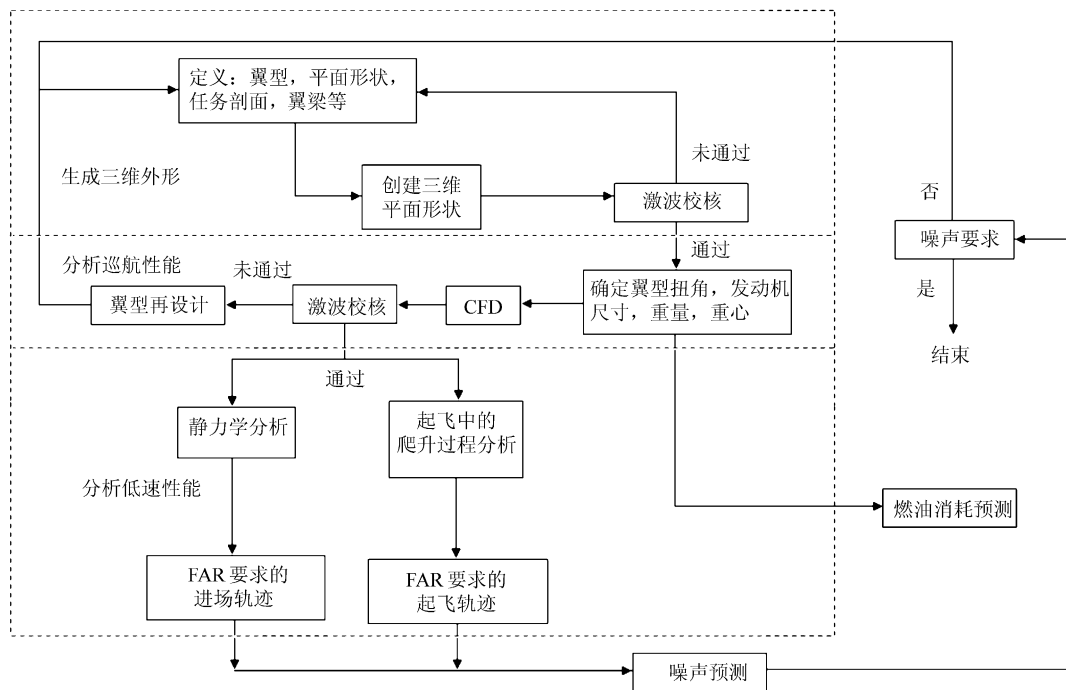 定义：翼型，平面形状，
任务剖面，翼梁等
未通过
生成三维外形
创建三维
平面形状
激波校核
否
噪声要求
是
结束
通过
分析巡航性能
未通过
翼型再设计
激波校核
CFD
确定翼型扭角，发动机
尺寸，重量，重心
通过
静力学分析
起飞中的
爬升过程分析
分析低速性能
燃油消耗预测
FAR 要求的
进场轨迹
FAR 要求的
起飞轨迹
噪声预测